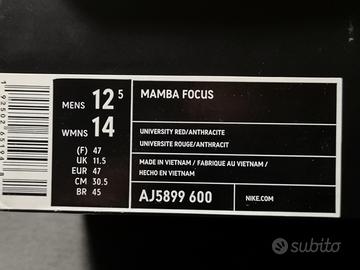 MENS 12.5
WMNS 14
(F) 47
UK 11.5
EUR 47
CM 30.5
BR 45
MAMBA FOCUS
UNIVERSITY RED/ANTHRACITE
UNIVERSITE ROUGE/ANTHRACIT
MADE IN VIETNAM / FABRIQUE AU VIETNAM /
HECHO EN VIETNAM
AJ5899 600
NIKE.COM
subito